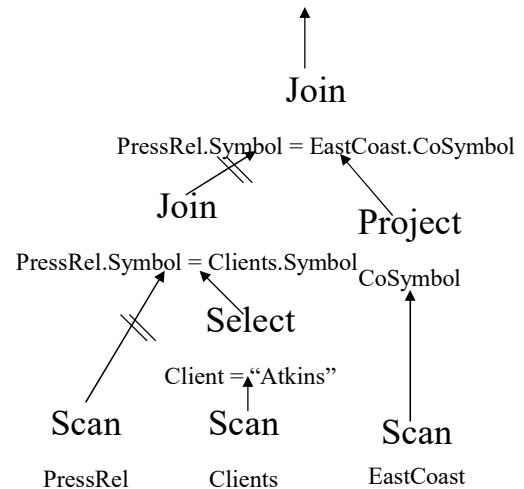 Join
PressRel.Symbol = EastCoast.CoSymbol
Join
Project
PressRel.Symbol = Clients.Symbol
CoSymbol
Select
Client = “Atkins”
Scan
Scan
Scan
PressRel
Clients
EastCoast